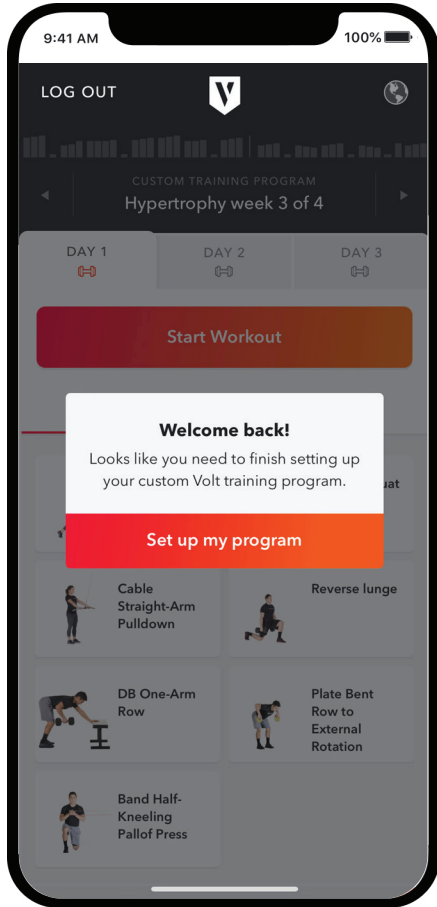 9:41 AM
100%
LOG OUT
V
CUSTOM TRAINING PROGRAM
Hypertrophy week 3 of 4
DAY 1
DAY 2
DAY 3
Start Workout
Welcome back!
Looks like you need to finish setting up
your custom Volt training program.
uat
Set up my program
Cable
Straight-Arm
Pulldown
Reverse lunge
DB One-Arm
Row
Plate Bent
Row to
External
Rotation
Band Half-
Kneeling
Pallof Press